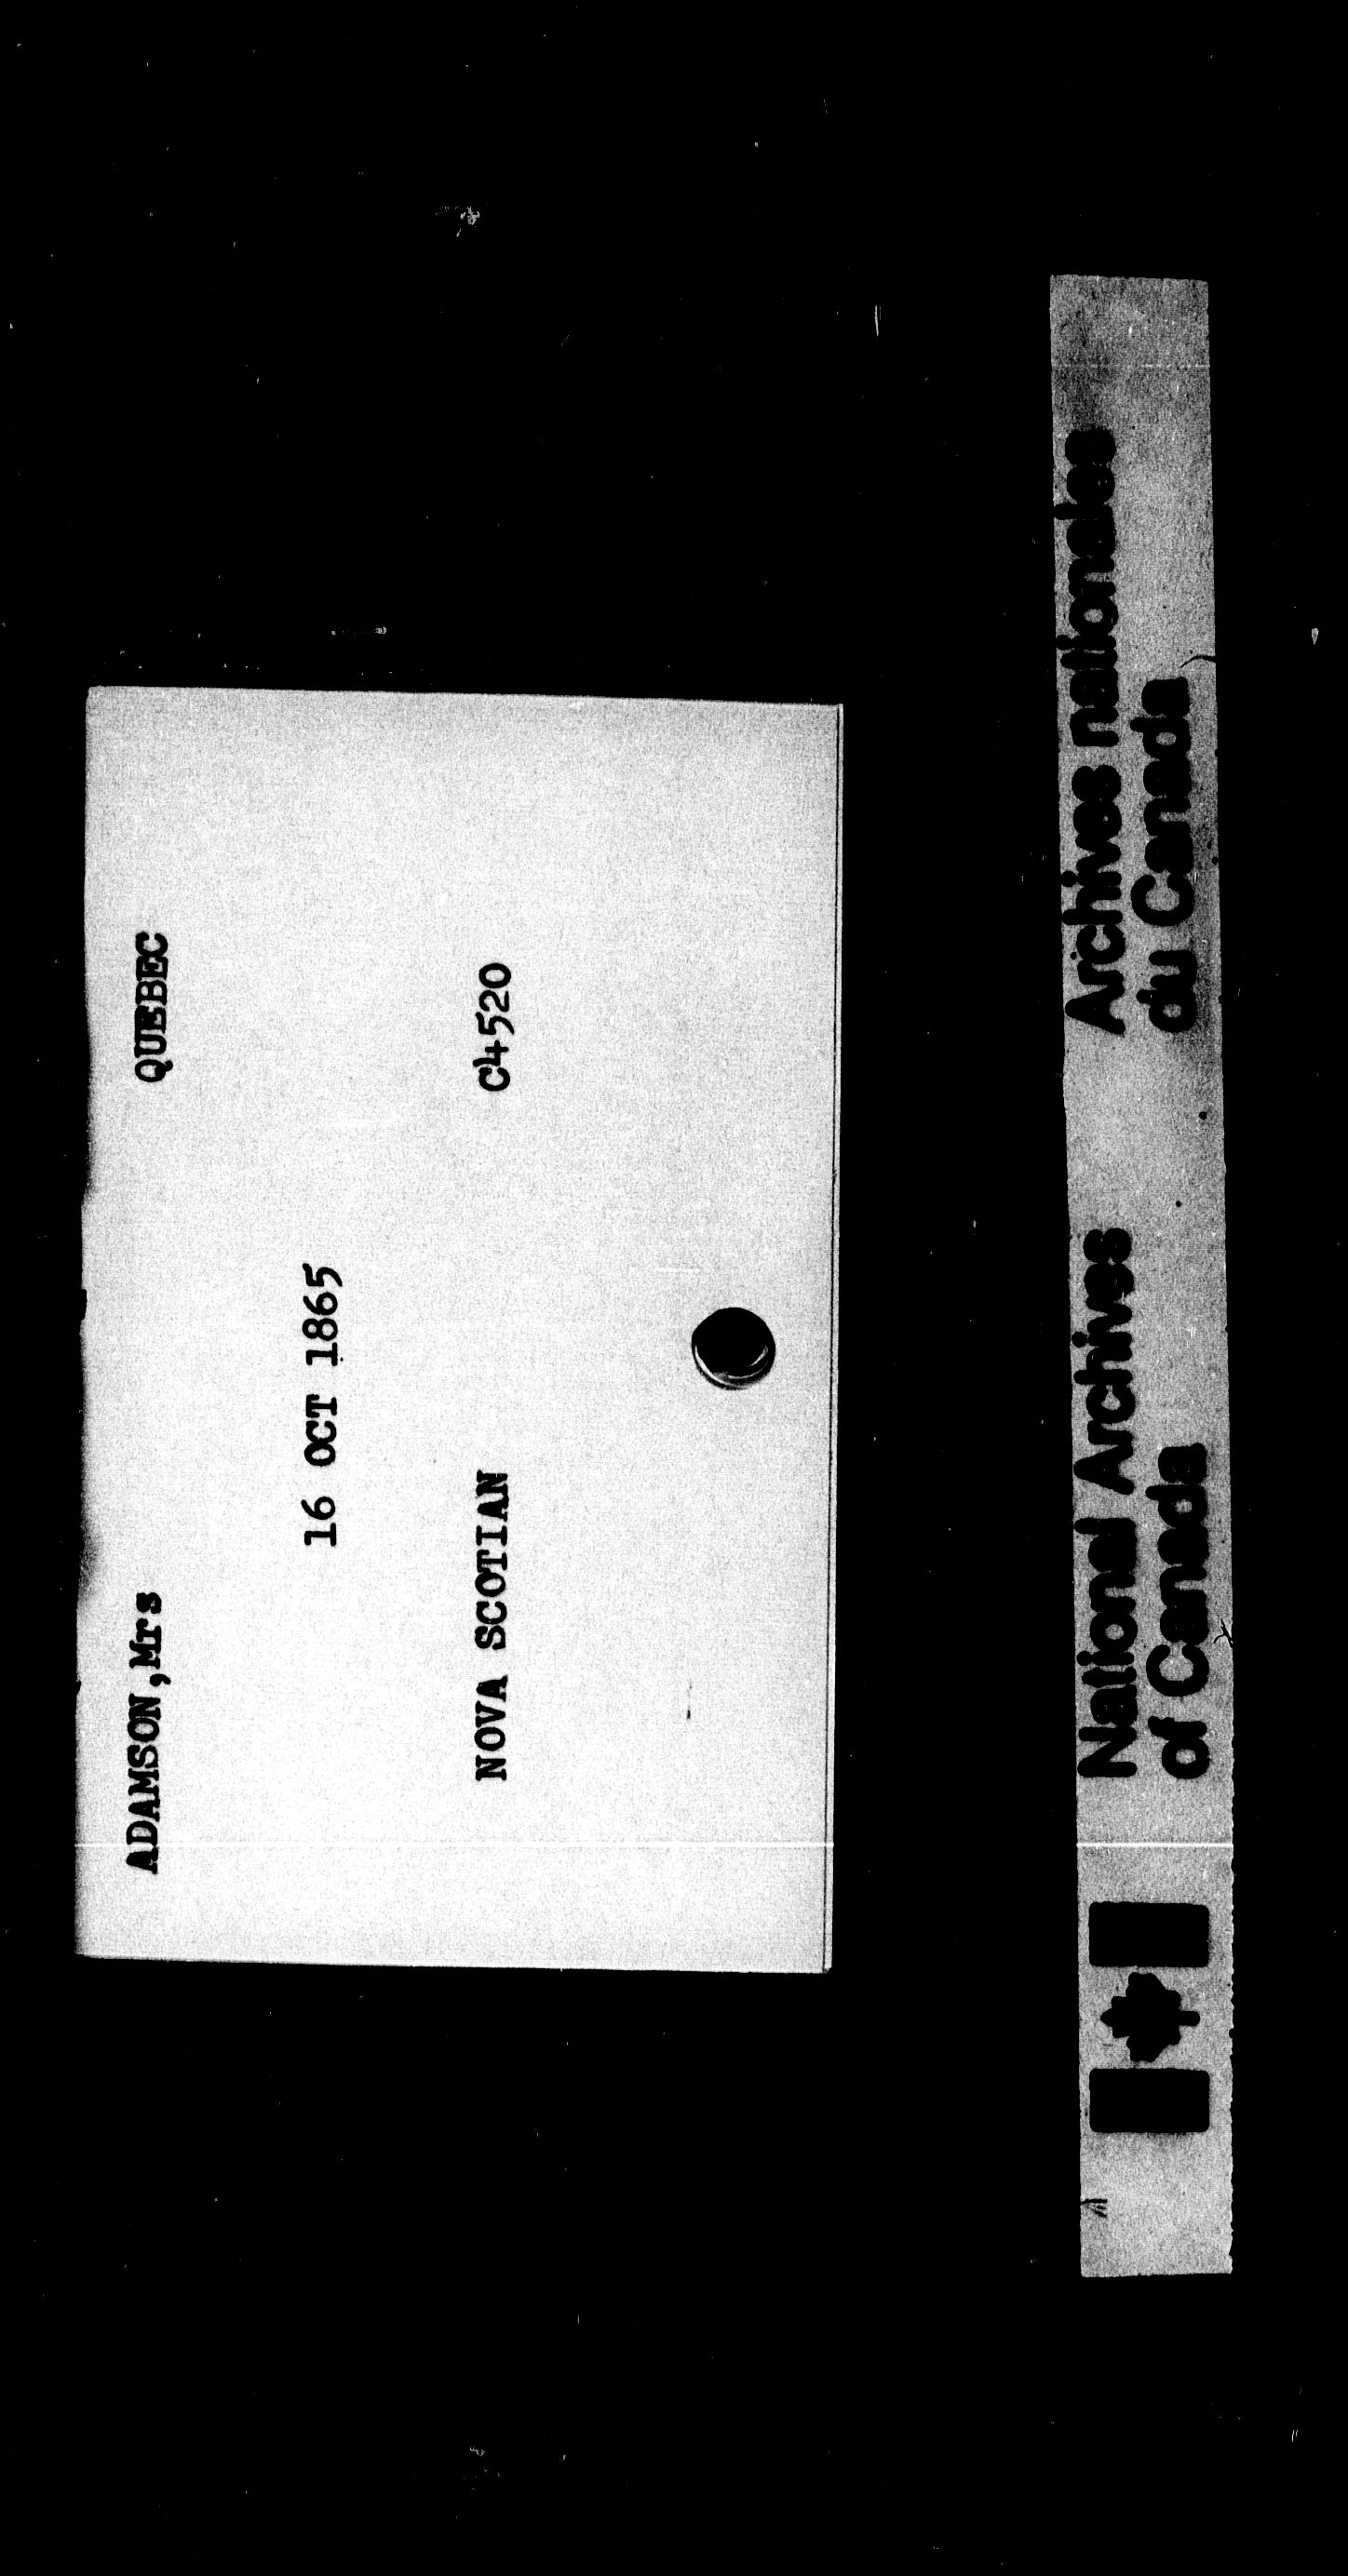 ADAMSON,Mrs QUEBEC
16 OCT 1865
NOVA SCOTIAN C4520
National Archives
of Canada
Archives nationales
du Canada